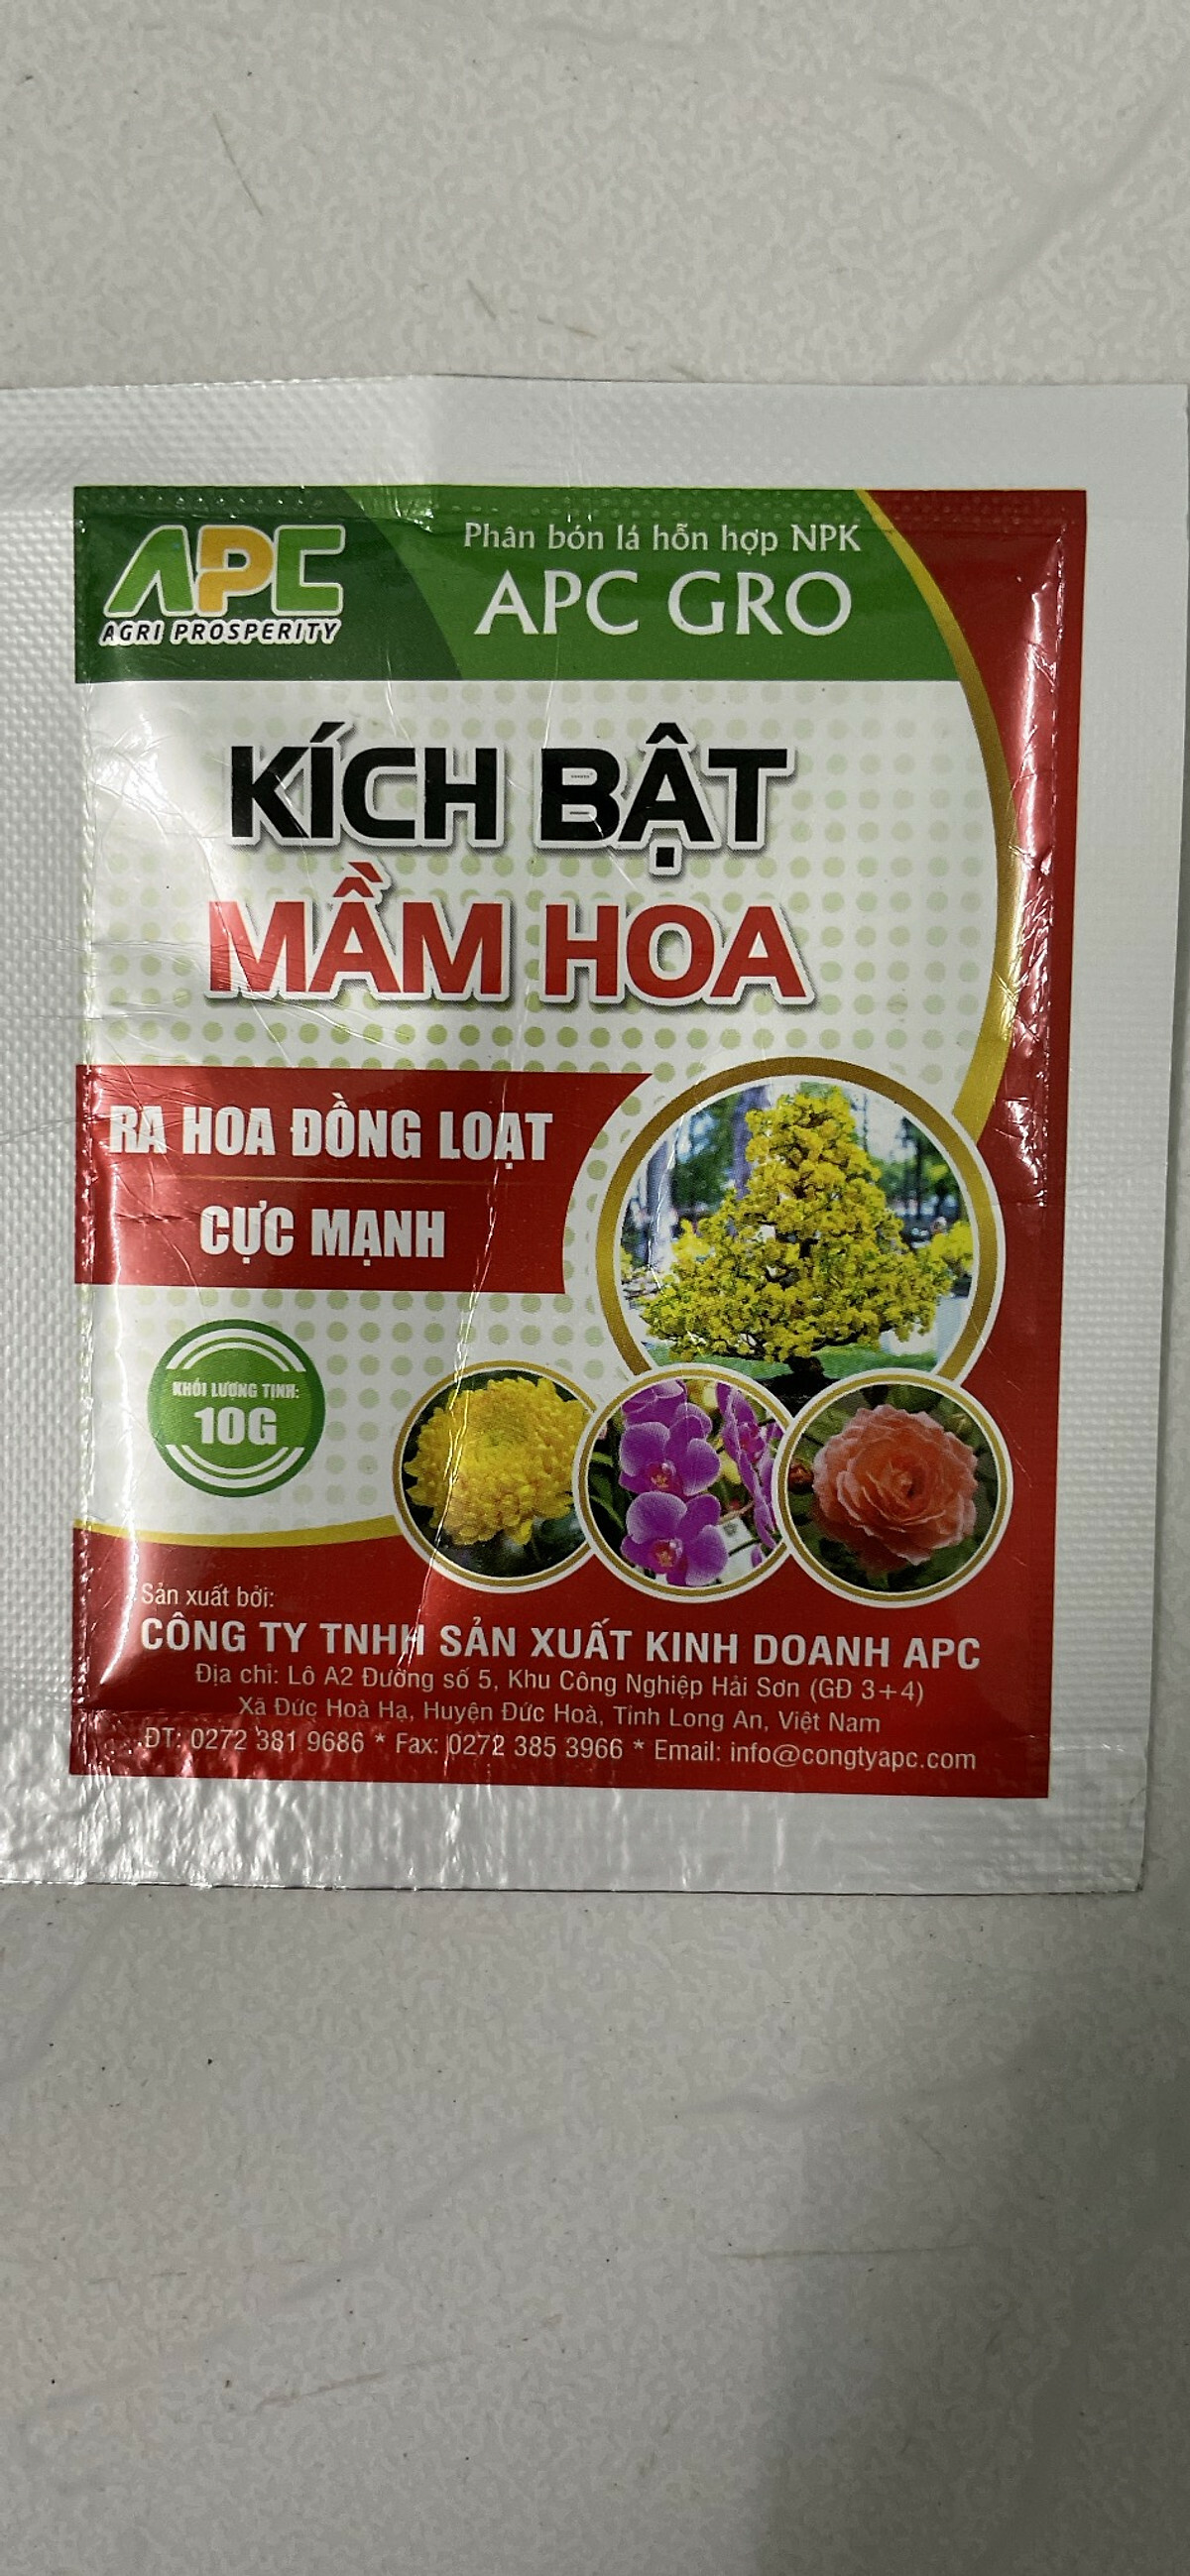 APC
AGRI PROSPERITY
Phân bón lá hỗn hợp NPK
APC GRO
KÍCH BẬT
MẦM HOA
RA HOA ĐỒNG LOẠT
CỰC MẠNH
KHỐI LƯỢNG TỊNH:
10G
Sản xuất bởi:
CÔNG TY TNHH SẢN XUẤT KINH DOANH APC
Địa chỉ: Lô A2 Đường số 5, Khu Công Nghiệp Hải Sơn (GĐ 3+4)
Xã Đức Hoà Hạ, Huyện Đức Hoà, Tỉnh Long An, Việt Nam
ĐT: 0272 381 9686 * Fax: 0272 385 3966 * Email: info@congtyapc.com